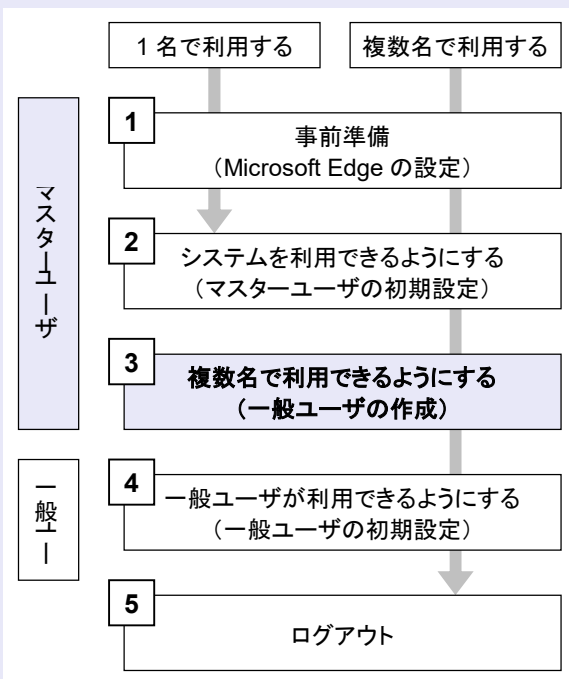 1 名で利用する
複数名で利用する
マスターユーザ
1
事前準備
（Microsoft Edge の設定）
2
システムを利用できるようにする
（マスターユーザの初期設定）
3
複数名で利用できるようにする
（一般ユーザの作成）
一般ユー
4
一般ユーザが利用できるようにする
（一般ユーザの初期設定）
5
ログアウト